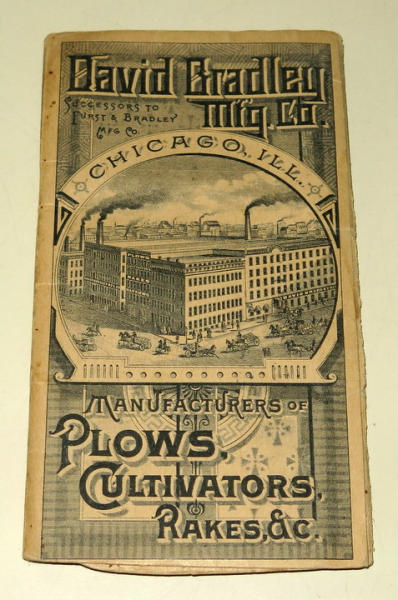 David Bradley
Mfg. Co.
SUCCESSORS TO
FURST & BRADLEY
MFG CO.
CHICAGO, ILL.
MANUFACTURERS OF
PLOWS,
CULTIVATORS,
RAKES, &C.